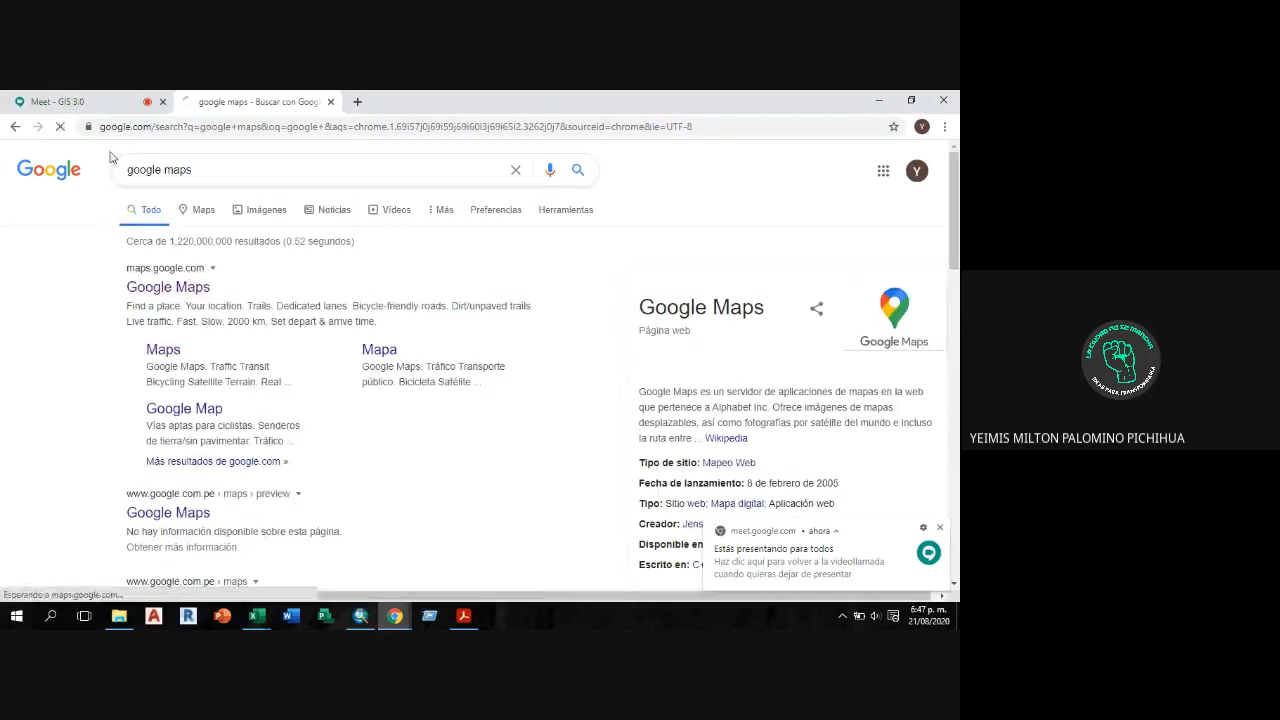 Meet - GIS 3.0
google maps - Buscar con Goog
google.com/search?q=google+maps&oq=google+&aqs=chrome.1.69i57j0j69i59j69i60l3j69i65l2.3262j0j7&sourceid=chrome&ie=UTF-8
Y
Google
google maps
Y
Todo
Maps
Imágenes
Noticias
Vídeos
Más
Preferencias
Herramientas
Cerca de 1,220,000,000 resultados (0.52 segundos)
maps.google.com
Google Maps
Find a place. Your location. Trails. Dedicated lanes. Bicycle-friendly roads. Dirt/unpaved trails.
Live traffic. Fast. Slow. 2000 km. Set depart & arrive time.
Maps
Google Maps. Traffic Transit
Bicycling Satellite Terrain. Real ...
Mapa
Google Maps. Tráfico Transporte
público. Bicicleta Satélite ...
Google Map
Vías aptas para ciclistas. Senderos
de tierra/sin pavimentar. Tráfico ...
Más resultados de google.com »
www.google.com.pe › maps › preview
Google Maps
No hay información disponible sobre esta página.
Obtener más información
www.google.com.pe › maps
Google Maps
Página web
Google Maps
Google Maps es un servidor de aplicaciones de mapas en la web
que pertenece a Alphabet Inc. Ofrece imágenes de mapas
desplazables, así como fotografías por satélite del mundo e incluso
la ruta entre ... Wikipedia
Tipo de sitio: Mapeo Web
Fecha de lanzamiento: 8 de febrero de 2005
Tipo: Sitio web; Mapa digital; Aplicación web
Creador: Jens
Disponible en
Escrito en: C+
meet.google.com • ahora
Estás presentando para todos
Haz clic aquí para volver a la videollamada
cuando quieras dejar de presentar
Esperando a maps.google.com...
6:47 p. m.
21/08/2020
LA CIUDAD NO SE MANCHA
IDEAS PARA TRANSFORMARLA
YEIMIS MILTON PALOMINO PICHIHUA